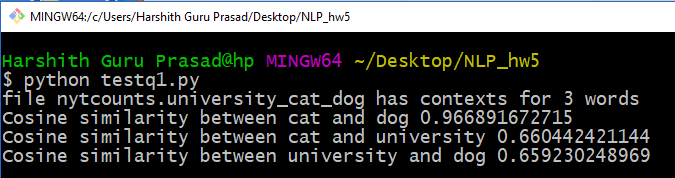 MINGW64:/c/Users/Harshith Guru Prasad/Desktop/NLP_hw5
Harshith Guru Prasad@hp MINGW64 ~/Desktop/NLP_hw5
$ python testq1.py
file nytcounts.university_cat_dog has contexts for 3 words
Cosine similarity between cat and dog 0.966891672715
Cosine similarity between cat and university 0.660442421144
Cosine similarity between university and dog 0.659230248969